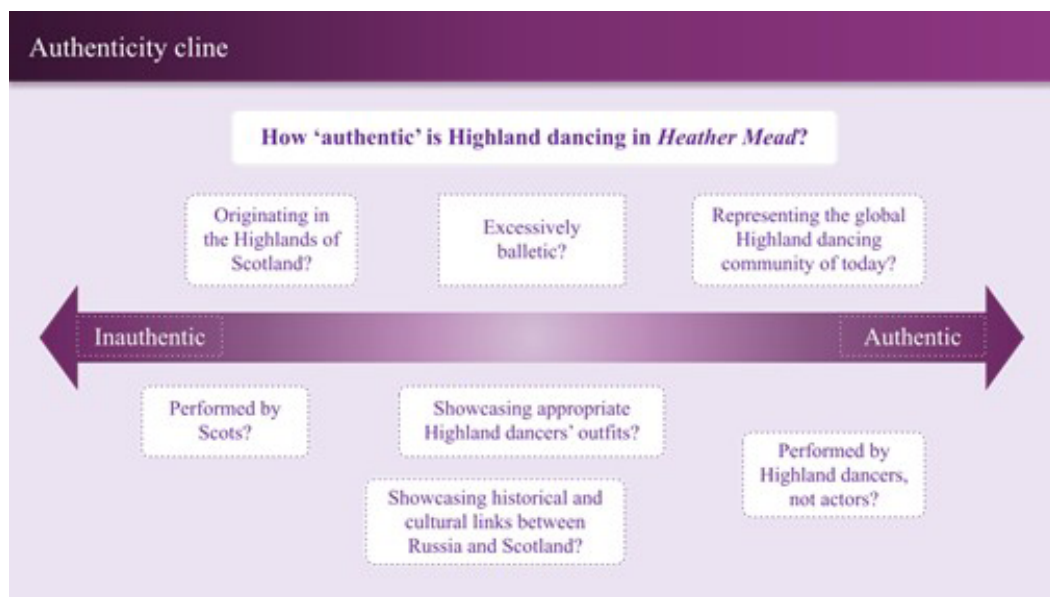 Authenticity cline
How ‘authentic’ is Highland dancing in Heather Mead?
Originating in
the Highlands of
Scotland?
Excessively
balletic?
Representing the global
Highland dancing
community of today?
Inauthentic
Authentic
Performed by
Scots?
Showcasing appropriate
Highland dancers’ outfits?
Performed by
Highland dancers,
not actors?
Showcasing historical and
cultural links between
Russia and Scotland?